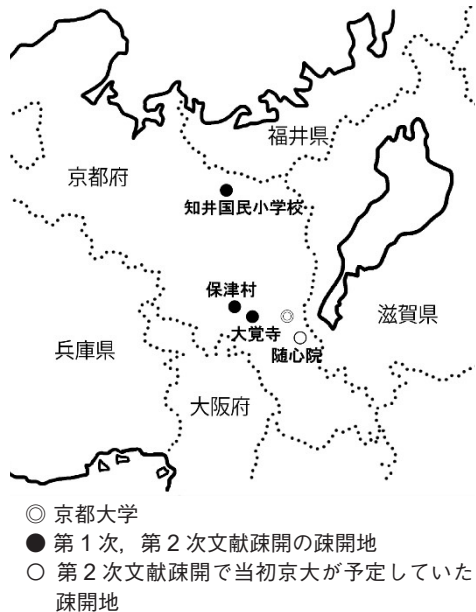 福井県
京都府
知井国民小学校
保津村
大覚寺
随心院
滋賀県
兵庫県
大阪府
◎ 京都大学
● 第１次，第２次文献疎開の疎開地
○ 第２次文献疎開で当初京大が予定していた
疎開地